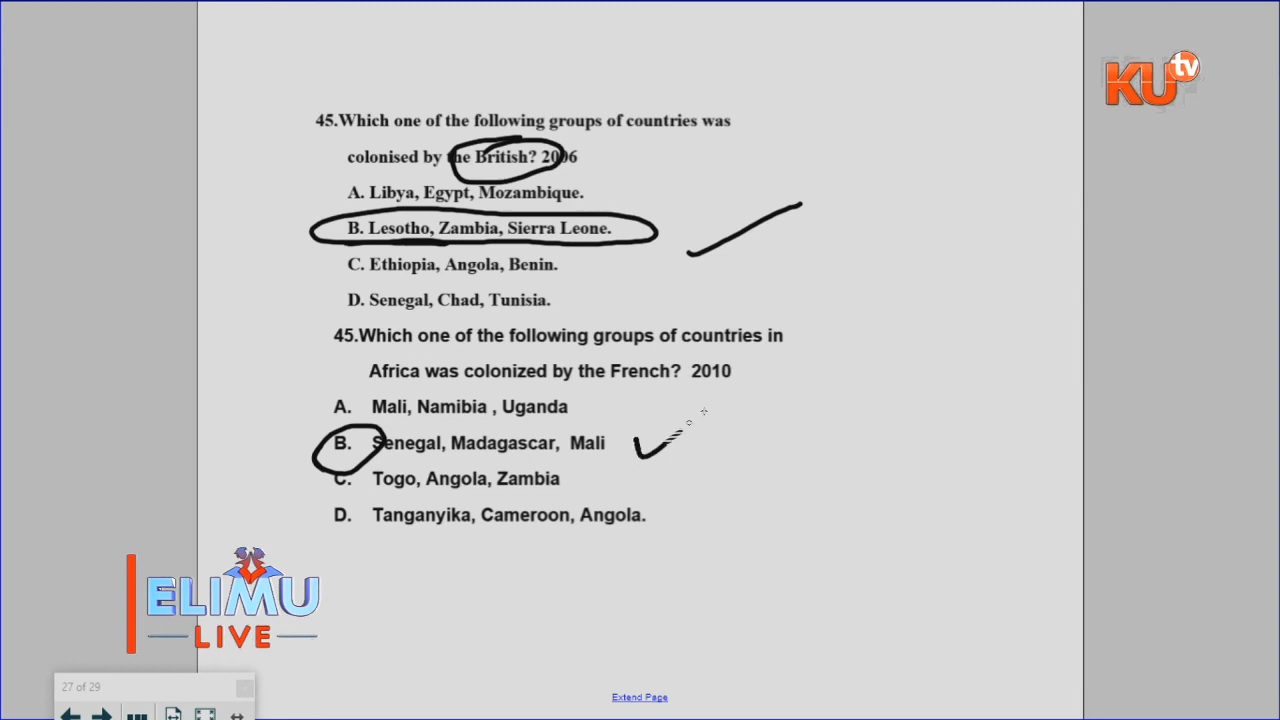 KU tv
45.Which one of the following groups of countries was
colonised by the British? 2006
A. Libya, Egypt, Mozambique.
B. Lesotho, Zambia, Sierra Leone.
C. Ethiopia, Angola, Benin.
D. Senegal, Chad, Tunisia.
45.Which one of the following groups of countries in
Africa was colonized by the French? 2010
A. Mali, Namibia , Uganda
B. Senegal, Madagascar, Mali
C. Togo, Angola, Zambia
D. Tanganyika, Cameroon, Angola.
ELIMU
LIVE
27 of 29
Extend Page